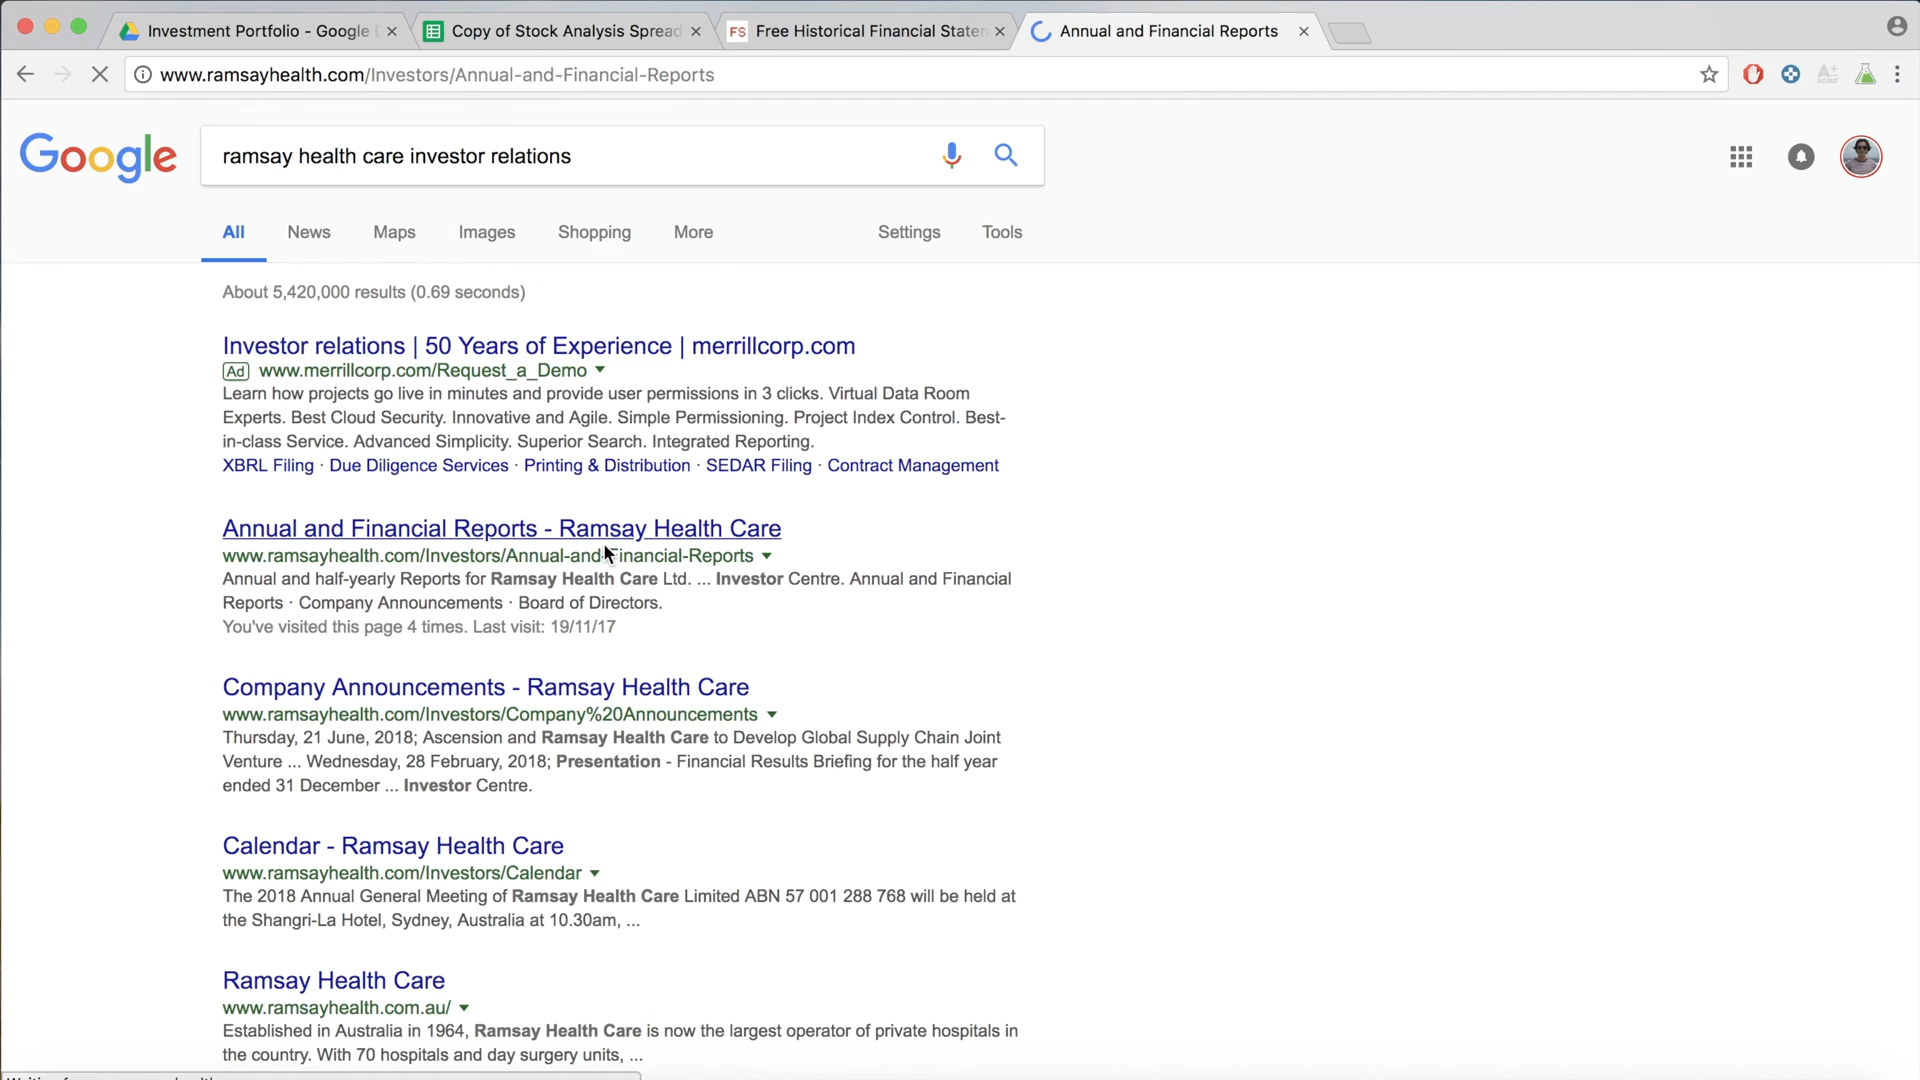 Investment Portfolio - Google D
Copy of Stock Analysis Spread
FS Free Historical Financial Staten
Annual and Financial Reports
www.ramsayhealth.com/Investors/Annual-and-Financial-Reports
Google
ramsay health care investor relations
All News Maps Images Shopping More Settings Tools
About 5,420,000 results (0.69 seconds)
Investor relations | 50 Years of Experience | merrillcorp.com
Ad www.merrillcorp.com/Request_a_Demo
Learn how projects go live in minutes and provide user permissions in 3 clicks. Virtual Data Room
Experts. Best Cloud Security. Innovative and Agile. Simple Permissioning. Project Index Control. Best-
in-class Service. Advanced Simplicity. Superior Search. Integrated Reporting.
XBRL Filing · Due Diligence Services · Printing & Distribution · SEDAR Filing · Contract Management
Annual and Financial Reports - Ramsay Health Care
www.ramsayhealth.com/Investors/Annual-and-Financial-Reports
Annual and half-yearly Reports for Ramsay Health Care Ltd. ... Investor Centre. Annual and Financial
Reports · Company Announcements · Board of Directors.
You've visited this page 4 times. Last visit: 19/11/17
Company Announcements - Ramsay Health Care
www.ramsayhealth.com/Investors/Company%20Announcements
Thursday, 21 June, 2018; Ascension and Ramsay Health Care to Develop Global Supply Chain Joint
Venture ... Wednesday, 28 February, 2018; Presentation - Financial Results Briefing for the half year
ended 31 December ... Investor Centre.
Calendar - Ramsay Health Care
www.ramsayhealth.com/Investors/Calendar
The 2018 Annual General Meeting of Ramsay Health Care Limited ABN 57 001 288 768 will be held at
the Shangri-La Hotel, Sydney, Australia at 10.30am, ...
Ramsay Health Care
www.ramsayhealth.com.au/
Established in Australia in 1964, Ramsay Health Care is now the largest operator of private hospitals in
the country. With 70 hospitals and day surgery units, ...